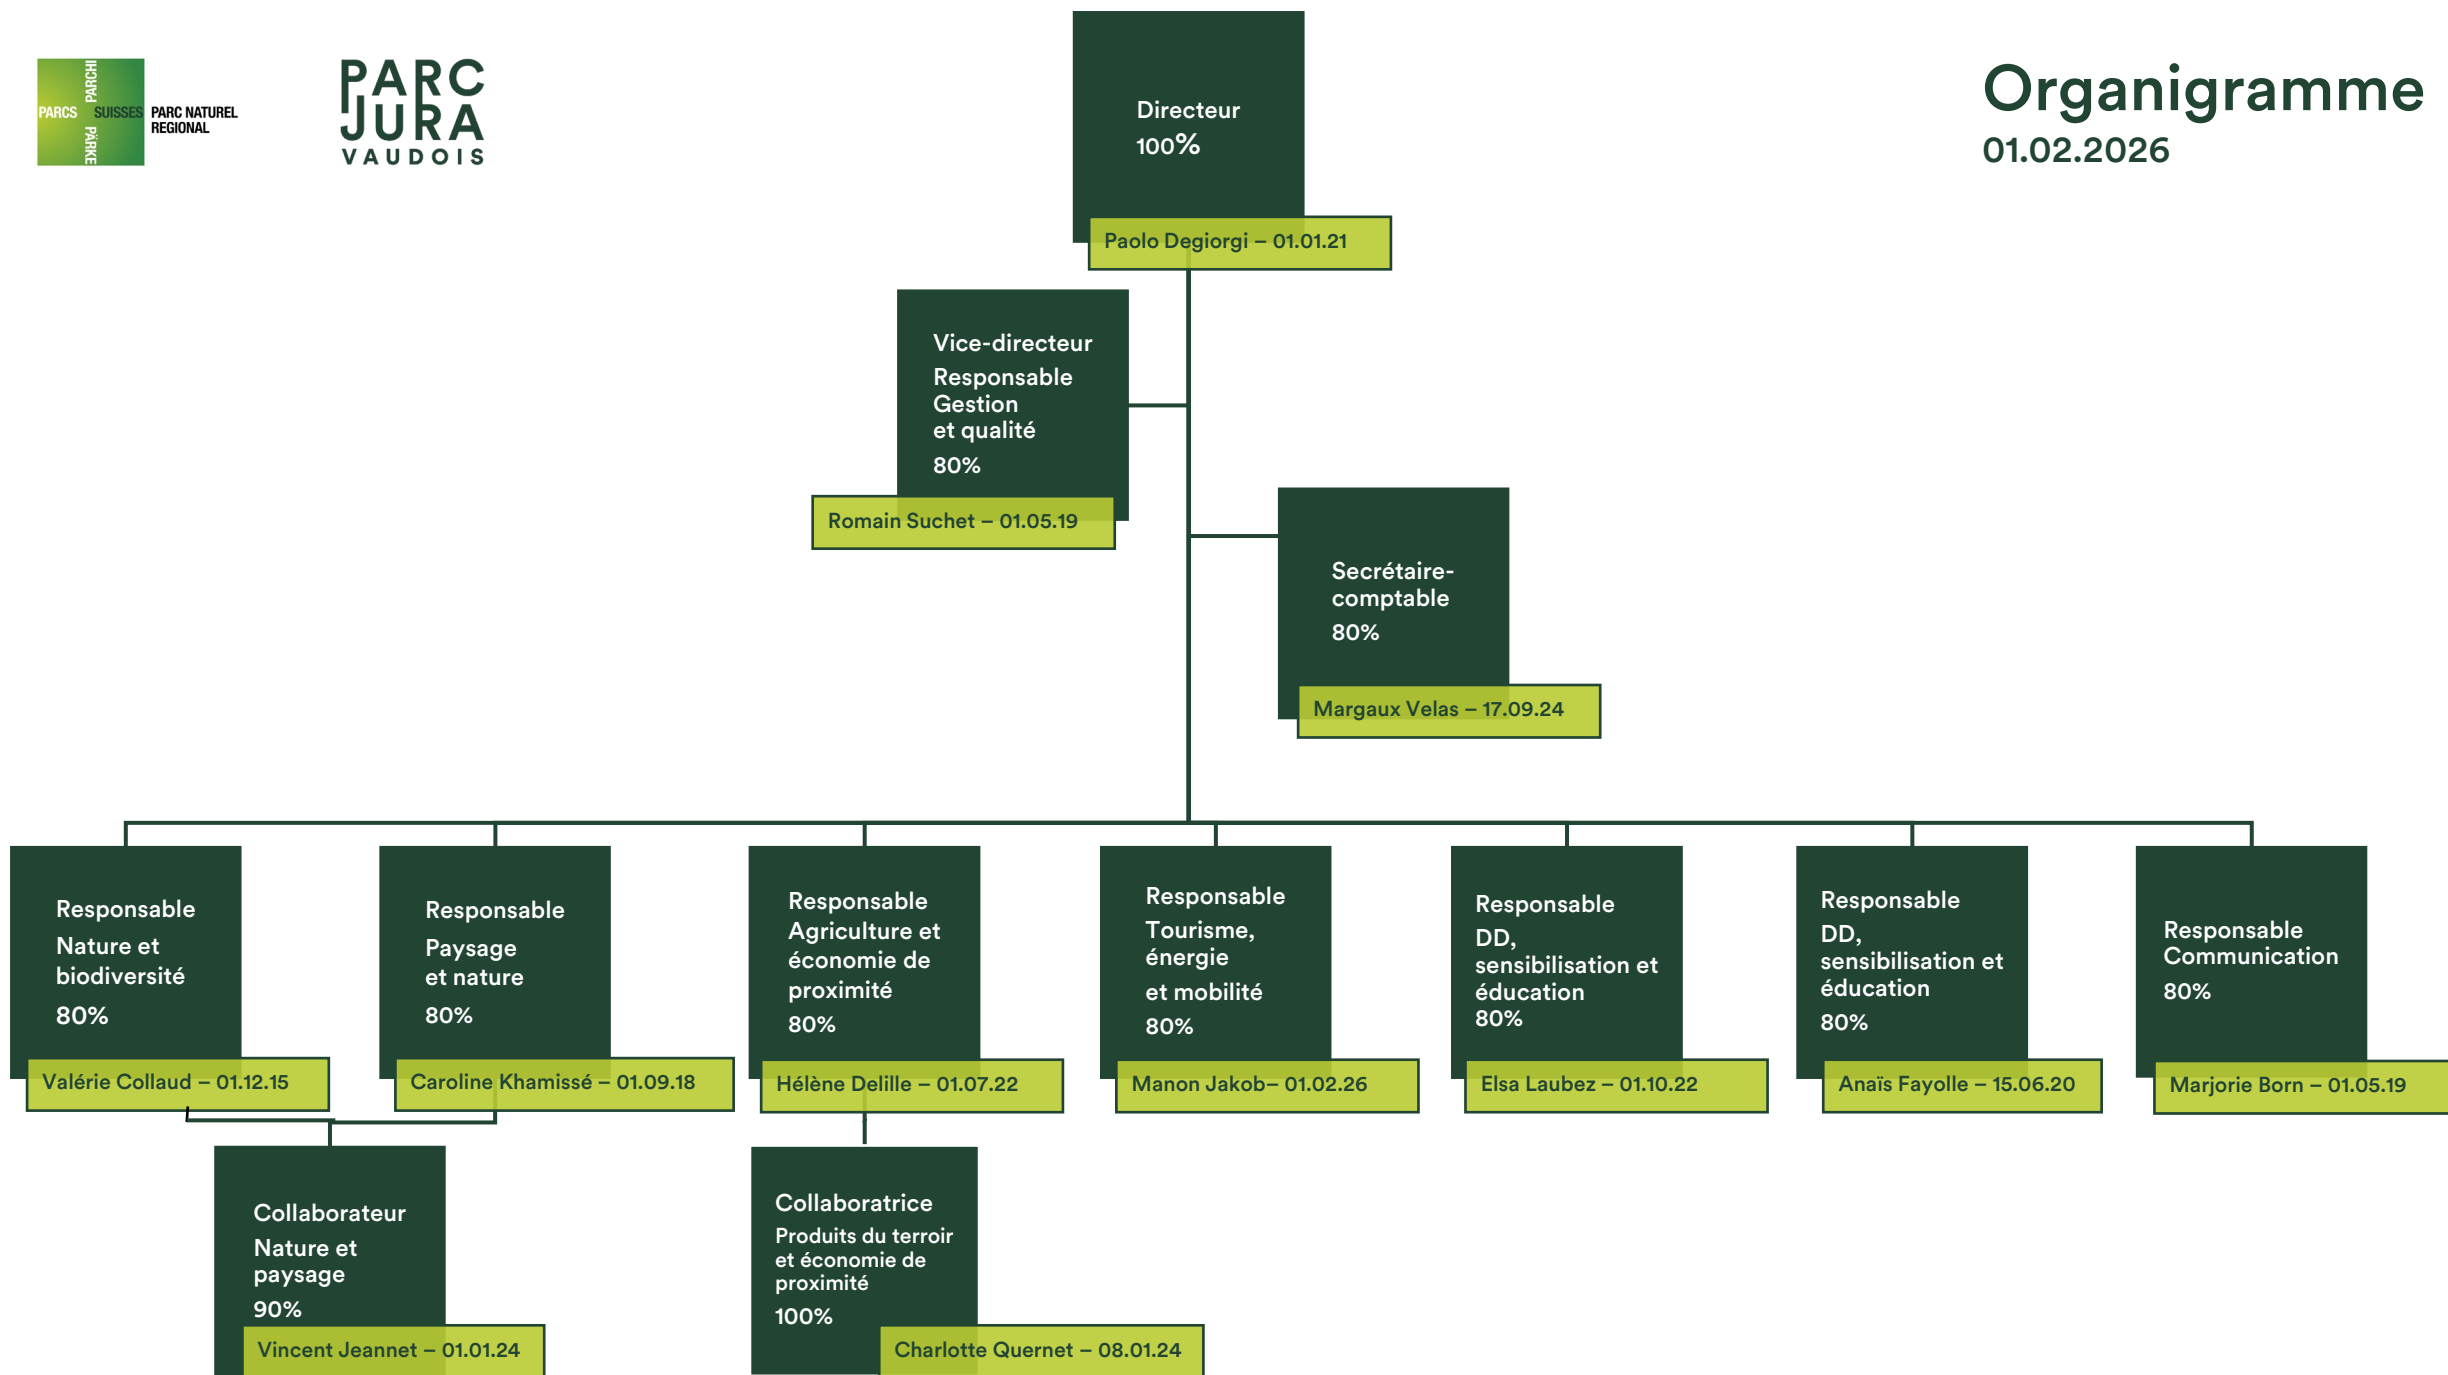 PARCS
PARCHI
SUISSES
PÄRKE
PARC NATUREL
REGIONAL
PARC
JURA
VAUDOIS
Organigramme
01.02.2026
Directeur
100%
Paolo Degiorgi – 01.01.21
Vice-directeur
Responsable
Gestion
et qualité
80%
Romain Suchet – 01.05.19
Secrétaire-
comptable
80%
Margaux Velas – 17.09.24
Responsable
Nature et
biodiversité
80%
Valérie Collaud – 01.12.15
Responsable
Paysage
et nature
80%
Caroline Khamissé – 01.09.18
Responsable
Agriculture et
économie de
proximité
80%
Hélène Delille – 01.07.22
Responsable
Tourisme,
énergie
et mobilité
80%
Manon Jakob– 01.02.26
Responsable
DD,
sensibilisation et
éducation
80%
Elsa Laubez – 01.10.22
Responsable
DD,
sensibilisation et
éducation
80%
Anaïs Fayolle – 15.06.20
Responsable
Communication
80%
Marjorie Born – 01.05.19
Collaborateur
Nature et
paysage
90%
Vincent Jeannet – 01.01.24
Collaboratrice
Produits du terroir
et économie de
proximité
100%
Charlotte Quernet – 08.01.24